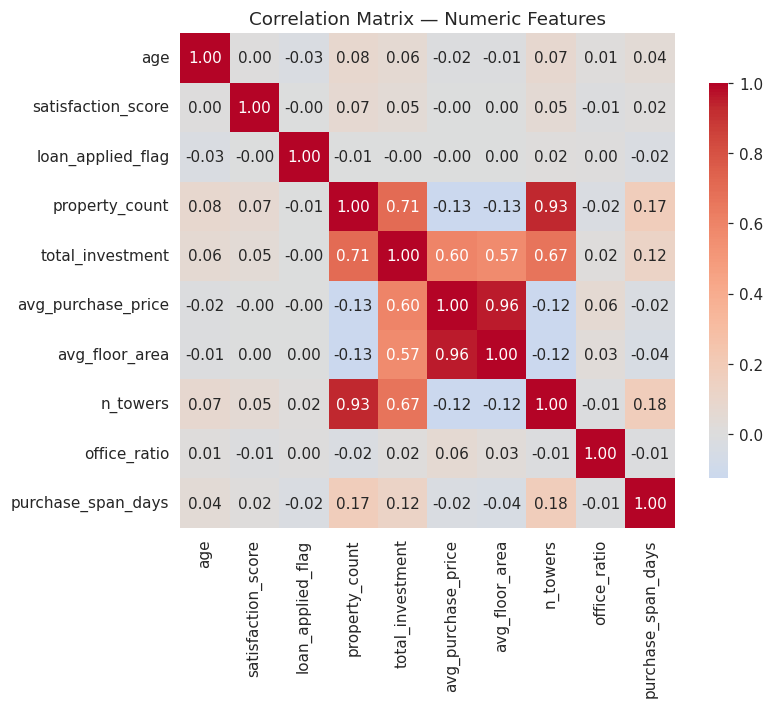 Correlation Matrix — Numeric Features
age 1.00 0.00 -0.03 0.08 0.06 -0.02 -0.01 0.07 0.01 0.04
satisfaction_score 0.00 1.00 -0.00 0.07 0.05 -0.00 0.00 0.05 -0.01 0.02
loan_applied_flag -0.03 -0.00 1.00 -0.01 -0.00 -0.00 0.00 0.02 0.00 -0.02
property_count 0.08 0.07 -0.01 1.00 0.71 -0.13 -0.13 0.93 -0.02 0.17
total_investment 0.06 0.05 -0.00 0.71 1.00 0.60 0.57 0.67 0.02 0.12
avg_purchase_price -0.02 -0.00 -0.00 -0.13 0.60 1.00 0.96 -0.12 0.06 -0.02
avg_floor_area -0.01 0.00 0.00 -0.13 0.57 0.96 1.00 -0.12 0.03 -0.04
n_towers 0.07 0.05 0.02 0.93 0.67 -0.12 -0.12 1.00 -0.01 0.18
office_ratio 0.01 -0.01 0.00 -0.02 0.02 0.06 0.03 -0.01 1.00 -0.01
purchase_span_days 0.04 0.02 -0.02 0.17 0.12 -0.02 -0.04 0.18 -0.01 1.00
age
satisfaction_score
loan_applied_flag
property_count
total_investment
avg_purchase_price
avg_floor_area
n_towers
office_ratio
purchase_span_days
1.0
0.8
0.6
0.4
0.2
0.0